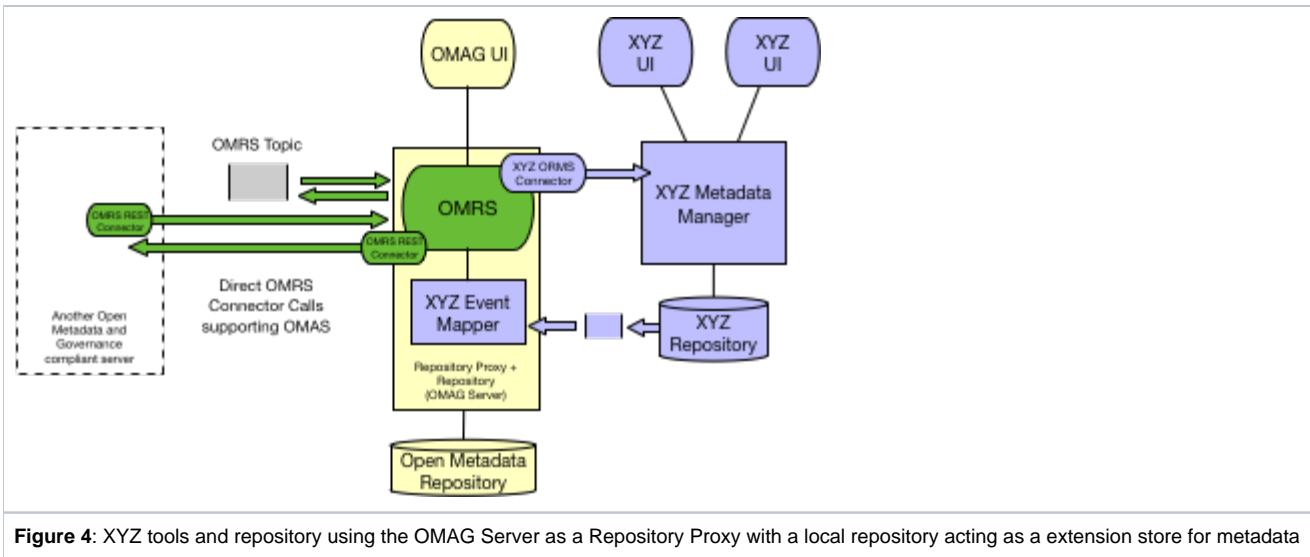 OMAG UI
XYZ
UI
XYZ
UI
OMRS Topic
XYZ ORMS
Connector
OMRS
XYZ Metadata
Manager
OMRS REST
Connector
OMRS REST
Connector
Direct OMRS
Connector Calls
supporting OMAS
Another Open
Metadata and
Governance
compliant server
XYZ Event
Mapper
XYZ
Repository
Repository Proxy +
Repository
(OMAG Server)
Open Metadata
Repository
Figure 4: XYZ tools and repository using the OMAG Server as a Repository Proxy with a local repository acting as a extension store for metadata